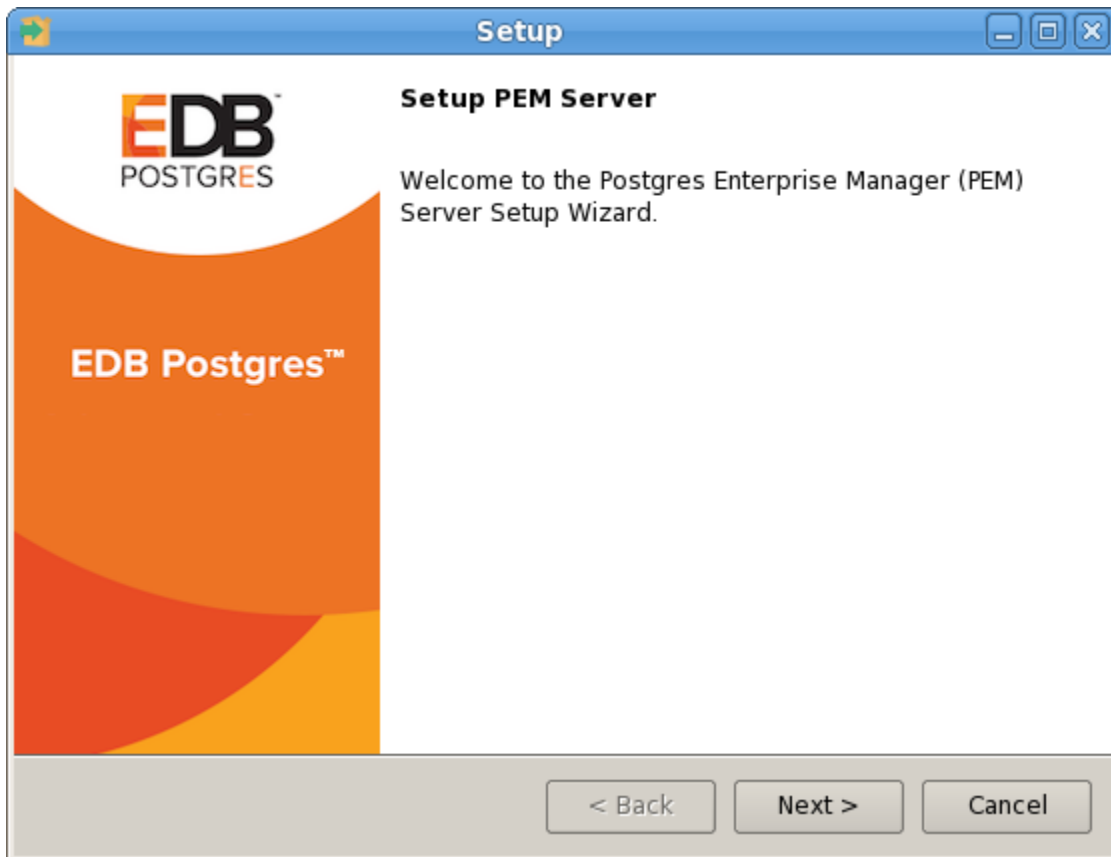 Setup
EDB™
POSTGRES
EDB Postgres™
Setup PEM Server
Welcome to the Postgres Enterprise Manager (PEM)
Server Setup Wizard.
< Back
Next >
Cancel